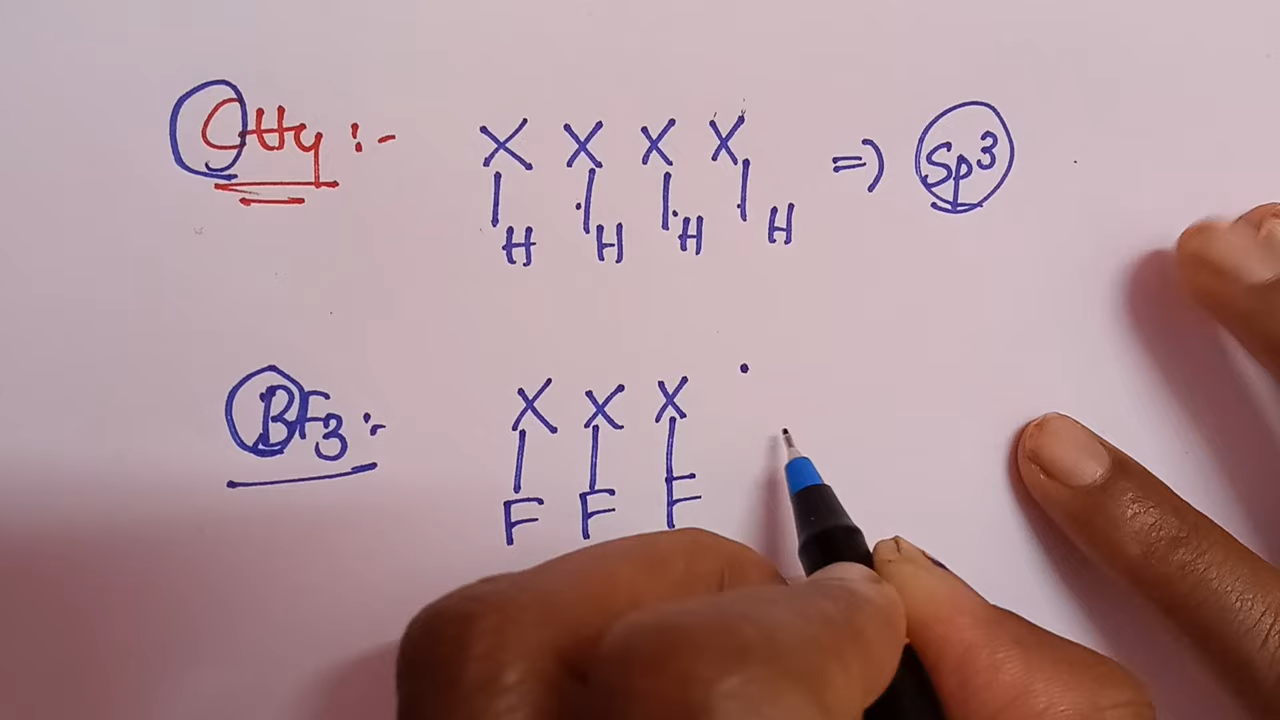 CH4 :- X X X X => Sp³
H H H H
BF3 :- X X X
F F F